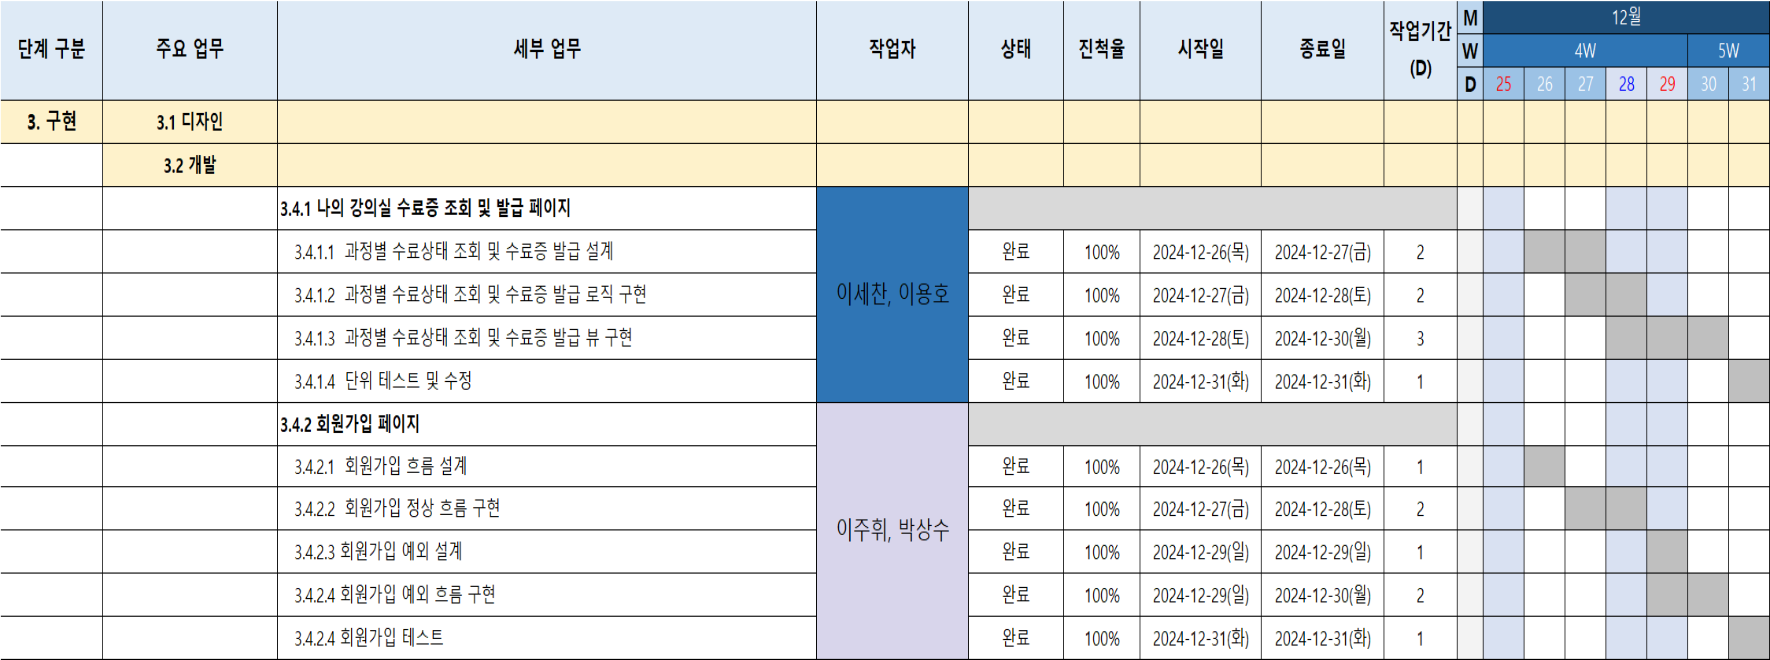 단계 구분 주요 업무 세부 업무 작업자 상태 진척율 시작일 종료일 작업기간 (D) M 12월
W 4W 5W
D 25 26 27 28 29 30 31
3. 구현 3.1 디자인
3.2 개발
3.4.1 나의 강의실 수료증 조회 및 발급 페이지
이세찬, 이용호
3.4.1.1 과정별 수료상태 조회 및 수료증 발급 설계 완료 100% 2024-12-26(목) 2024-12-27(금) 2
3.4.1.2 과정별 수료상태 조회 및 수료증 발급 로직 구현 완료 100% 2024-12-27(금) 2024-12-28(토) 2
3.4.1.3 과정별 수료상태 조회 및 수료증 발급 뷰 구현 완료 100% 2024-12-28(토) 2024-12-30(월) 3
3.4.1.4 단위 테스트 및 수정 완료 100% 2024-12-31(화) 2024-12-31(화) 1
3.4.2 회원가입 페이지
이주휘, 박상수
3.4.2.1 회원가입 흐름 설계 완료 100% 2024-12-26(목) 2024-12-26(목) 1
3.4.2.2 회원가입 정상 흐름 구현 완료 100% 2024-12-27(금) 2024-12-28(토) 2
3.4.2.3 회원가입 예외 설계 완료 100% 2024-12-29(일) 2024-12-29(일) 1
3.4.2.4 회원가입 예외 흐름 구현 완료 100% 2024-12-29(일) 2024-12-30(월) 2
3.4.2.4 회원가입 테스트 완료 100% 2024-12-31(화) 2024-12-31(화) 1